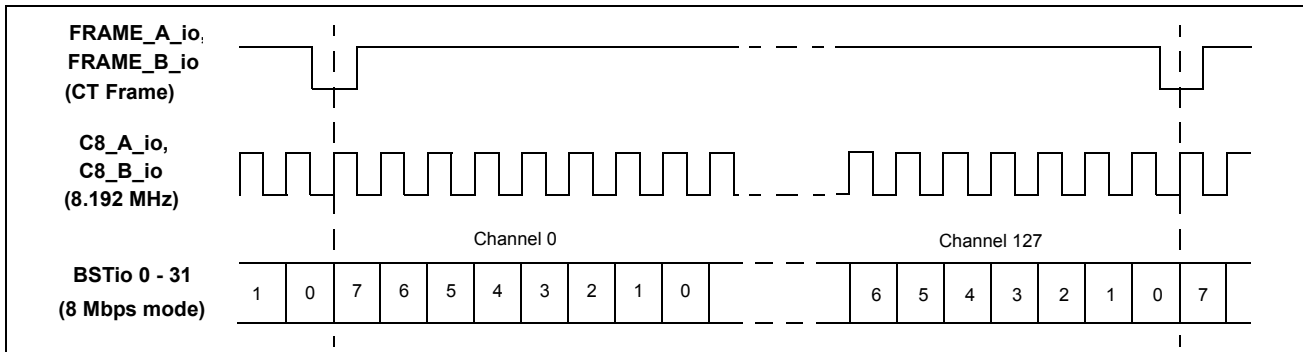 FRAME_A_io,
FRAME_B_io
(CT Frame)
C8_A_io,
C8_B_io
(8.192 MHz)
Channel 0
Channel 127
BSTio 0 - 31
(8 Mbps mode)
1 0 7 6 5 4 3 2 1 0 6 5 4 3 2 1 0 7